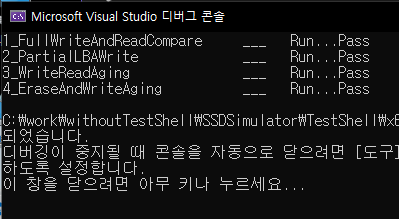 Microsoft Visual Studio 디버그 콘솔
1_FullWriteAndReadCompare ___ Run...Pass
2_PartialLBAWrite ___ Run...Pass
3_WriteReadAging ___ Run...Pass
4_EraseAndWriteAging ___ Run...Pass
C:₩work₩withoutTestShell₩SSDSimulator₩TestShell₩x6
되었습니다.
디버깅이 중지될 때 콘솔을 자동으로 닫으려면 [도구]
하도록 설정합니다.
이 창을 닫으려면 아무 키나 누르세요...